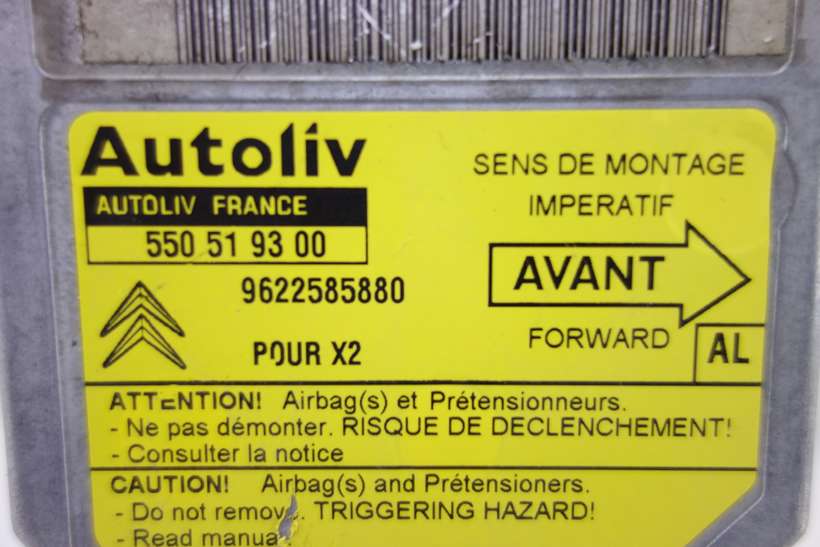 Autoliv
AUTOLIV FRANCE
550 51 93 00
9622585880
POUR X2
SENS DE MONTAGE
IMPERATIF
AVANT
FORWARD
AL
ATTENTION! Airbag(s) et Prétensionneurs.
- Ne pas démonter. RISQUE DE DECLENCHEMENT!
- Consulter la notice
CAUTION! Airbag(s) and Prétensioners.
- Do not remove. TRIGGERING HAZARD!
- Read manual.